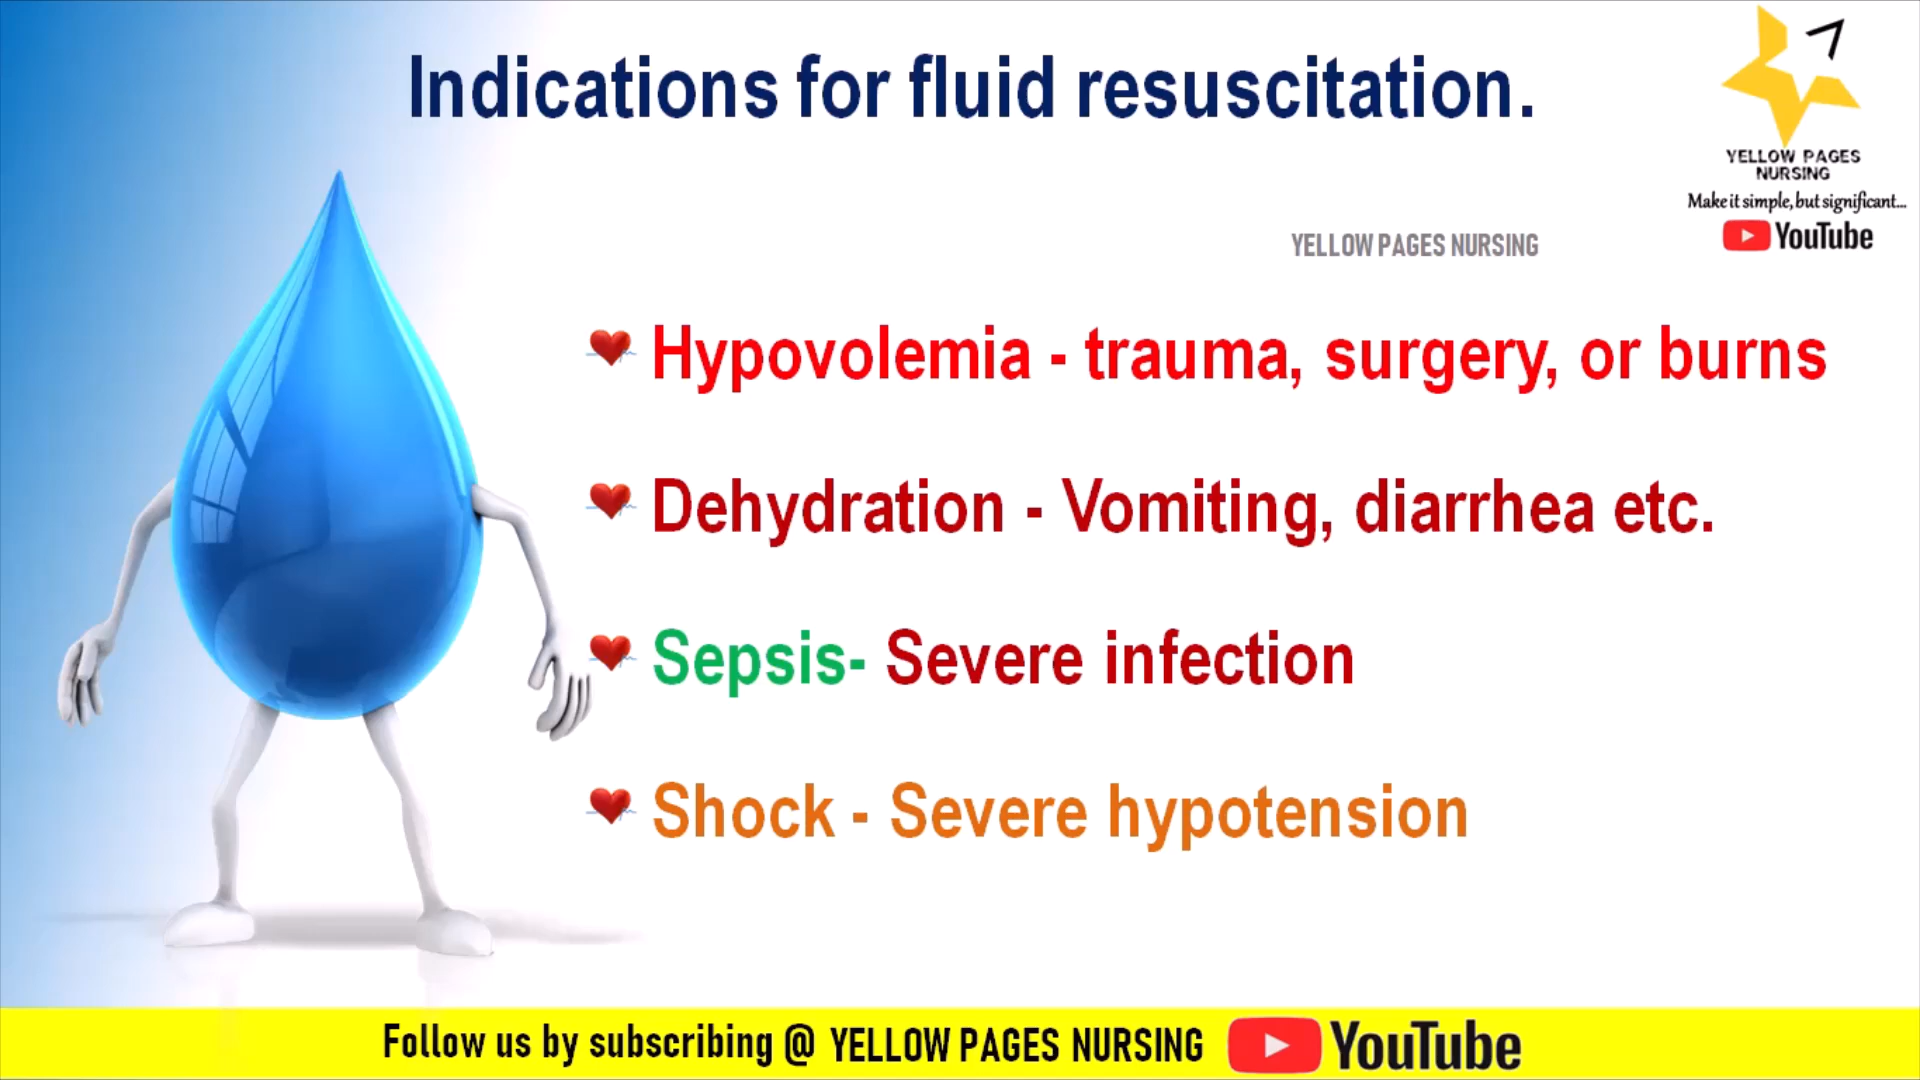 Indications for fluid resuscitation.
YELLOW PAGES
NURSING
Make it simple, but significant...
YouTube
YELLOW PAGES NURSING
Hypovolemia - trauma, surgery, or burns
Dehydration - Vomiting, diarrhea etc.
Sepsis- Severe infection
Shock - Severe hypotension
Follow us by subscribing @ YELLOW PAGES NURSING YouTube